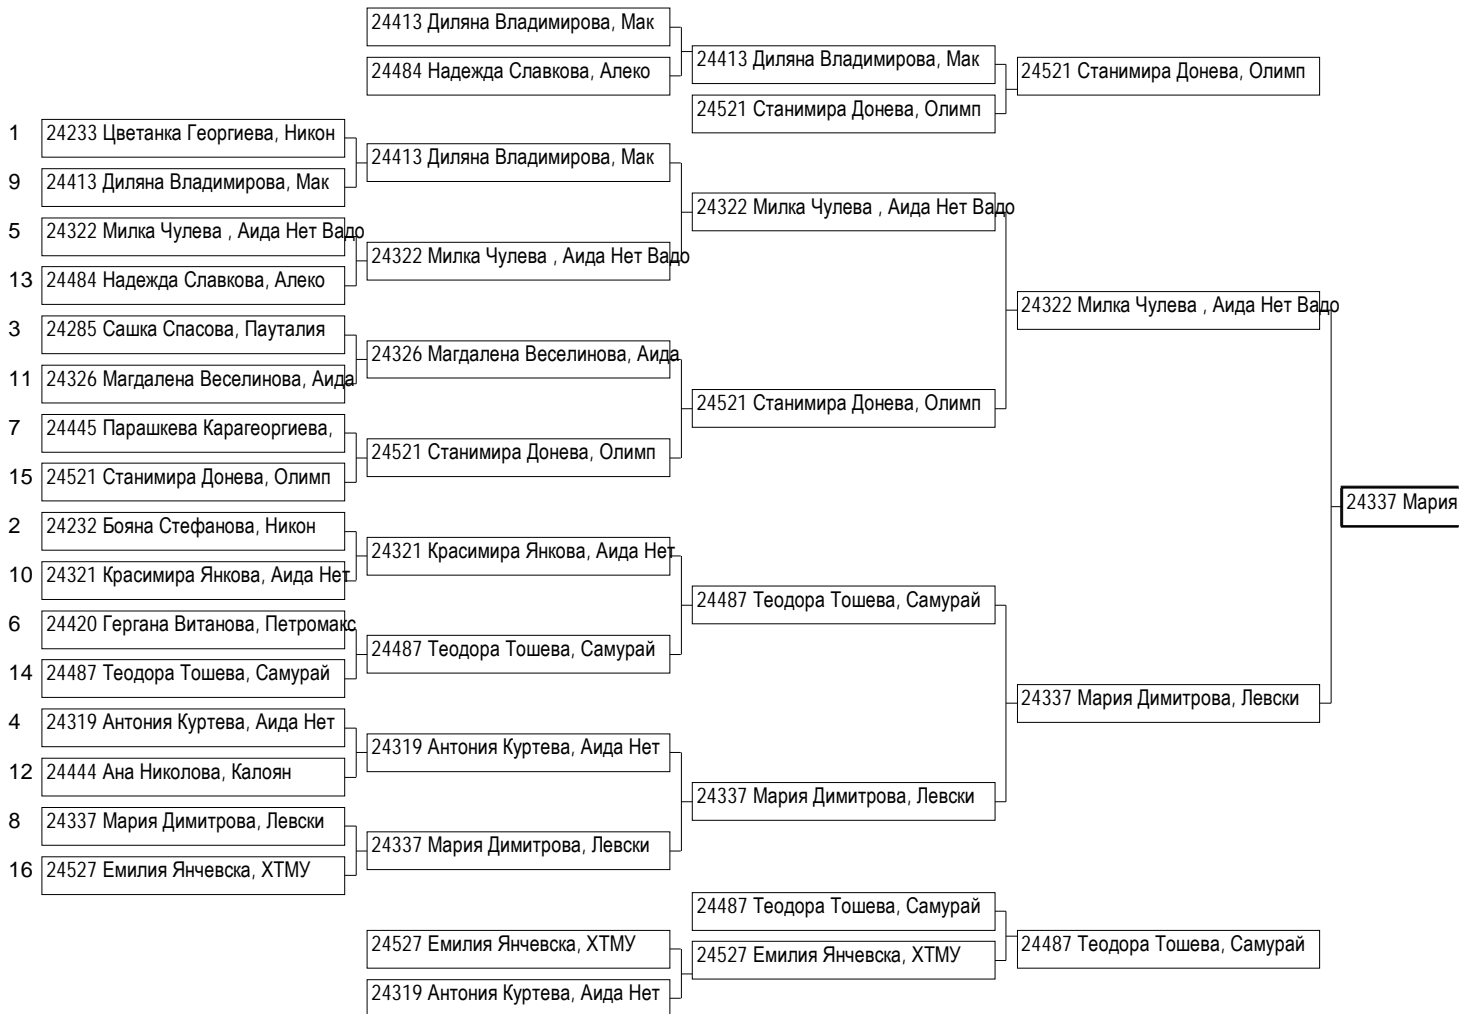 24413 Диляна Владимирова, Мак
24484 Надежда Славкова, Алеко
24413 Диляна Владимирова, Мак
24521 Станимира Донева, Олимп
24521 Станимира Донева, Олимп
1 24233 Цветанка Георгиева, Никон
9 24413 Диляна Владимирова, Мак
5 24322 Милка Чулева , Аида Нет Вадо
13 24484 Надежда Славкова, Алеко
3 24285 Сашка Спасова, Пауталия
11 24326 Магдалена Веселинова, Аида
7 24445 Парашкева Карагеоргиева,
15 24521 Станимира Донева, Олимп
2 24232 Бояна Стефанова, Никон
10 24321 Красимира Янкова, Аида Нет
6 24420 Гергана Витанова, Петромакс
14 24487 Теодора Тошева, Самурай
4 24319 Антония Куртева, Аида Нет
12 24444 Ана Николова, Калоян
8 24337 Мария Димитрова, Левски
16 24527 Емилия Янчевска, ХТМУ
24413 Диляна Владимирова, Мак
24322 Милка Чулева , Аида Нет Вадо
24326 Магдалена Веселинова, Аида
24521 Станимира Донева, Олимп
24321 Красимира Янкова, Аида Нет
24487 Теодора Тошева, Самурай
24319 Антония Куртева, Аида Нет
24337 Мария Димитрова, Левски
24322 Милка Чулева , Аида Нет Вадо
24521 Станимира Донева, Олимп
24487 Теодора Тошева, Самурай
24337 Мария Димитрова, Левски
24322 Милка Чулева , Аида Нет Вадо
24337 Мария Димитрова, Левски
24337 Мария
24527 Емилия Янчевска, ХТМУ
24319 Антония Куртева, Аида Нет
24487 Теодора Тошева, Самурай
24527 Емилия Янчевска, ХТМУ
24487 Теодора Тошева, Самурай